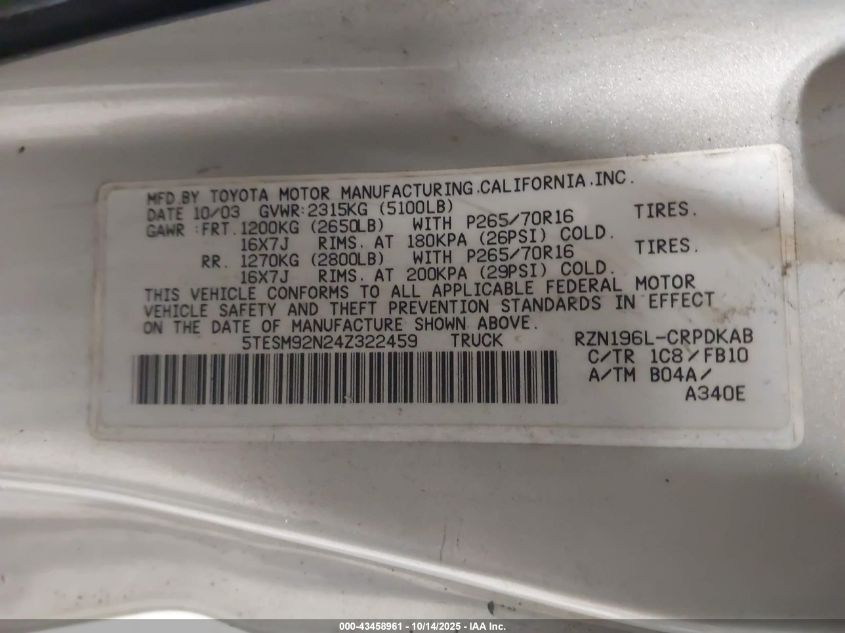 MFD.BY TOYOTA MOTOR MANUFACTURING.CALIFORNIA.INC.
DATE 10/03 GVWR:2315KG (5100LB)
GAWR:FRT.1200KG (2650LB) WITH P265/70R16 TIRES.
16X7J RIMS. AT 180KPA (26PSI) COLD.
RR. 1270KG (2800LB) WITH P265/70R16 TIRES.
16X7J RIMS. AT 200KPA (29PSI) COLD.
THIS VEHICLE CONFORMS TO ALL APPLICABLE FEDERAL MOTOR
VEHICLE SAFETY AND THEFT PREVENTION STANDARDS IN EFFECT
ON THE DATE OF MANUFACTURE SHOWN ABOVE.
5TESM92N24Z322459 TRUCK RZN196L-CRPDKAB
C/TR 1C8/FB10
A/TM B04A/
A340E
000-43458961 - 10/14/2025 - IAA Inc.